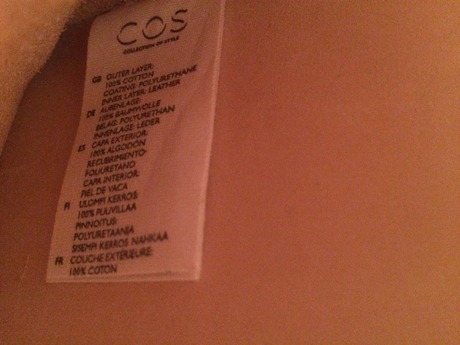 COS
COLLECTION OF STYLE
GB OUTER LAYER:
100% COTTON
COATING: POLYURETHANE
INNER LAYER: LEATHER
DE AUßENLAGE:
100% BAUMWOLLE
BELAG: POLYURETHAN
INNENLAGE: LEDER
ES CAPA EXTERIOR:
100% ALGODÓN
RECUBRIMIENTO:
POLIURETANO
CAPA INTERIOR:
PIEL DE VACA
FI ULOMPI KERROS:
100% PUUVILLAA
PINNOITUS:
POLYURETAANIA
SISEMPI KERROS: NAHKAA
FR COUCHE EXTÉRIEURE:
100% COTON